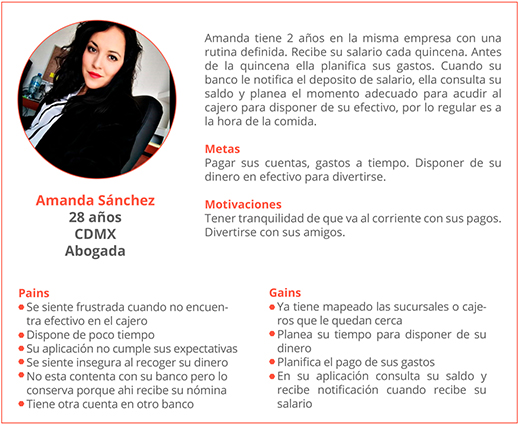 Amanda tiene 2 años en la misma empresa con una
rutina definida. Recibe su salario cada quincena. Antes
de la quincena ella planifica sus gastos. Cuando su
banco le notifica el deposito de salario, ella consulta su
saldo y planea el momento adecuado para acudir al
cajero para disponer de su efectivo, por lo regular es a
la hora de la comida.
Metas
Pagar sus cuentas, gastos a tiempo. Disponer de su
dinero en efectivo para divertirse.
Motivaciones
Tener tranquilidad de que va al corriente con sus pagos.
Divertirse con sus amigos.
Amanda Sánchez
28 años
CDMX
Abogada
Pains
Se siente frustrada cuando no encuen-
tra efectivo en el cajero
Dispone de poco tiempo
Su aplicación no cumple sus expectativas
Se siente insegura al recoger su dinero
No esta contenta con su banco pero lo
conserva porque ahi recibe su nómina
Tiene otra cuenta en otro banco
Gains
Ya tiene mapeado las sucursales o caje-
ros que le quedan cerca
Planea su tiempo para disponer de su
dinero
Planifica el pago de sus gastos
En su aplicación consulta su saldo y
recibe notificación cuando recibe su
salario